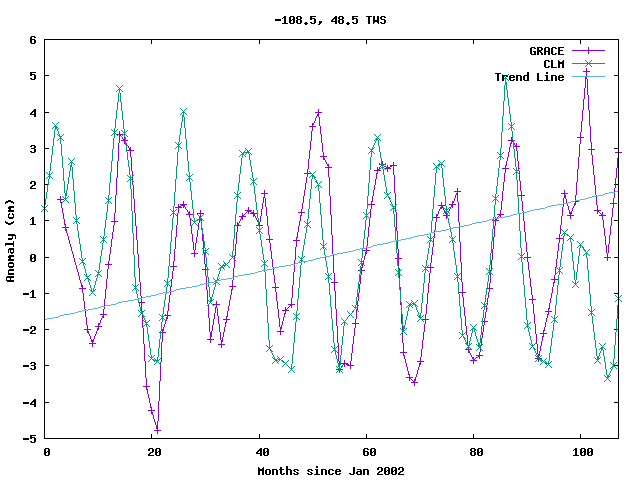 -108.5, 48.5 TWS
GRACE
CLM
Trend Line
6
5
4
3
2
1
0
-1
-2
-3
-4
-5
Anomaly (cm)
0 20 40 60 80 100
Months since Jan 2002